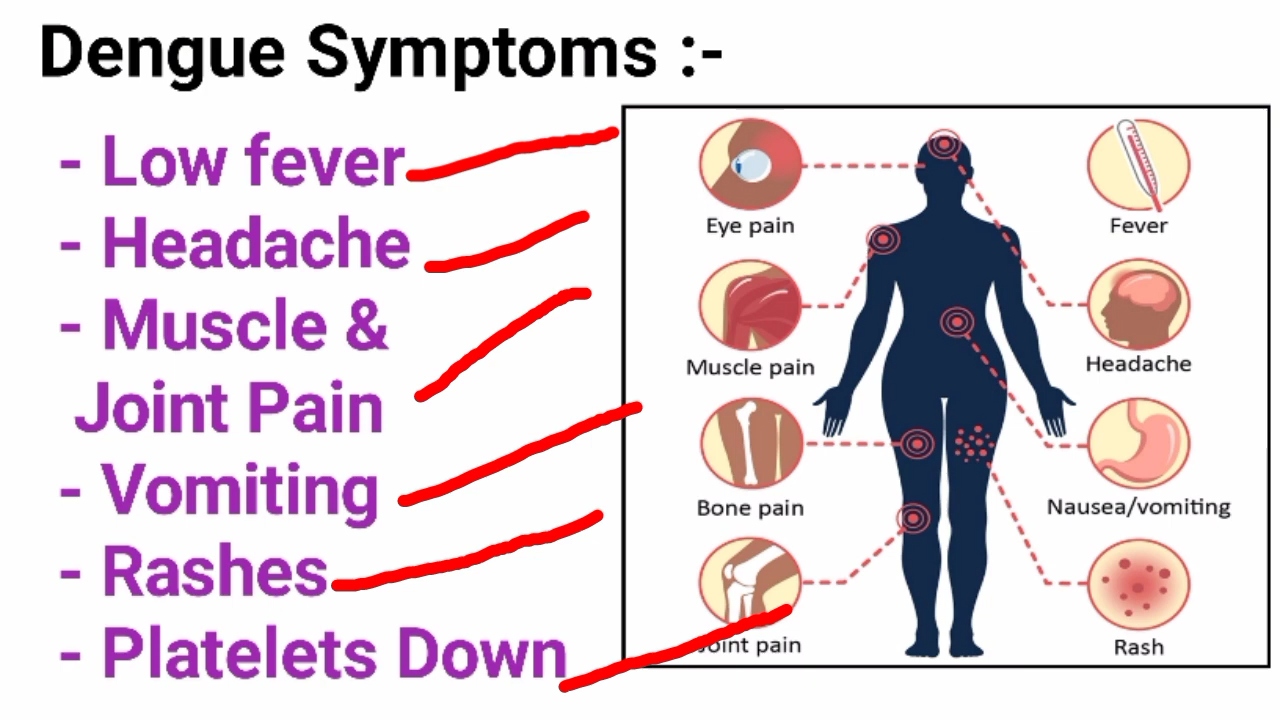 Dengue Symptoms :-
- Low fever
- Headache
- Muscle &
Joint Pain
- Vomiting
- Rashes
- Platelets Down
Eye pain
Fever
Muscle pain
Headache
Bone pain
Nausea/vomiting
Joint pain
Rash